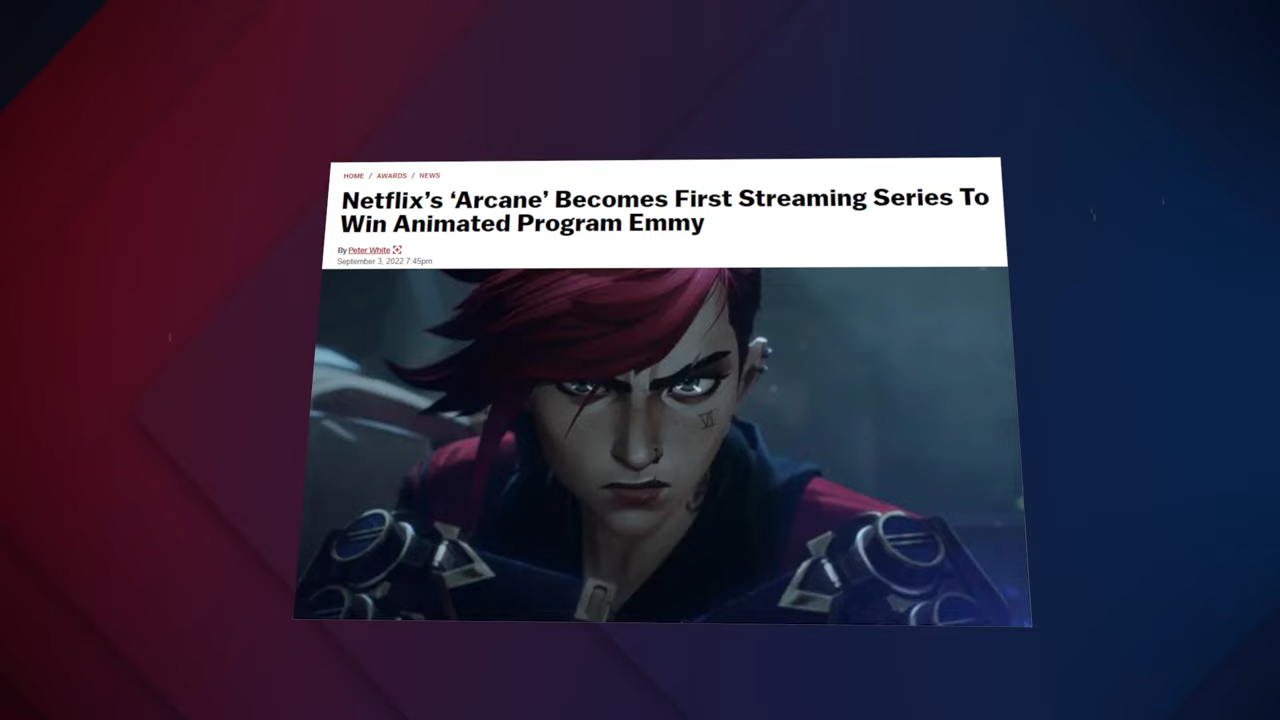 HOME / AWARDS / NEWS
Netflix's ‘Arcane’ Becomes First Streaming Series To
Win Animated Program Emmy
By Peter White
September 3, 2022 7:45pm
VI